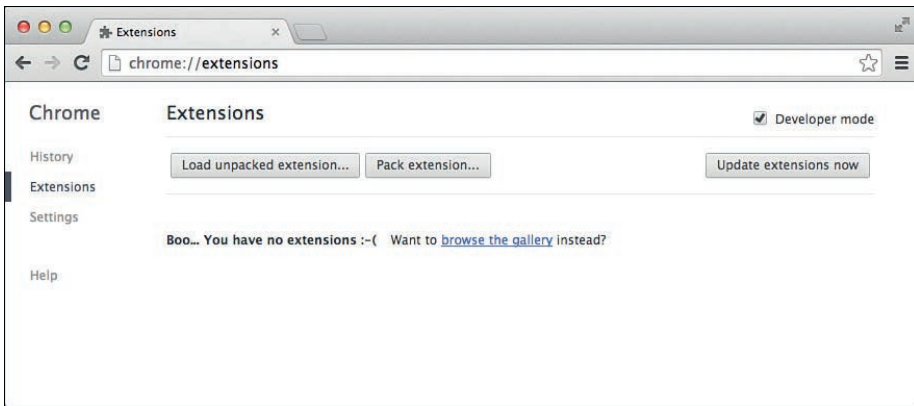 Extensions
chrome://extensions
Chrome
Extensions
Developer mode
History
Extensions
Settings
Help
Load unpacked extension...
Pack extension...
Update extensions now
Boo... You have no extensions :-( Want to browse the gallery instead?